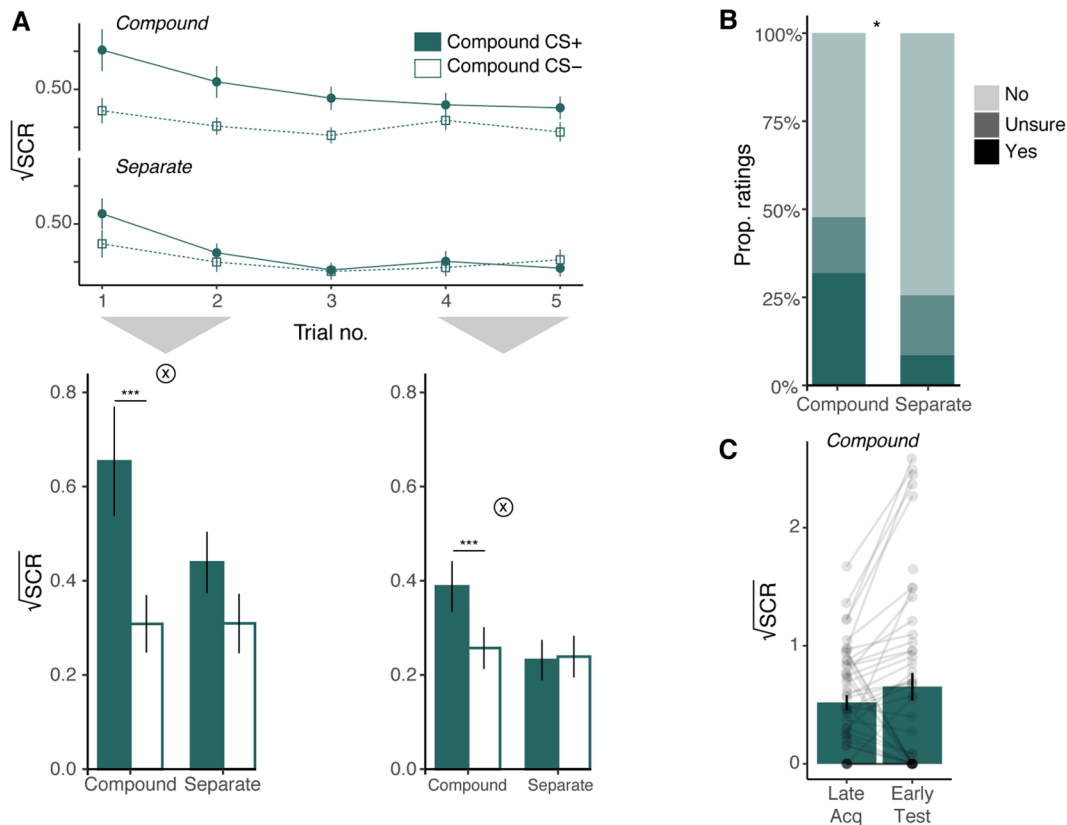 A
Compound
Compound CS+
Compound CS−
0.50
√SCR
Separate
0.50
1 2 3 4 5
Trial no.
***
x
0.8
0.6
0.4
0.2
0.0
√SCR
Compound Separate
x
***
0.8
0.6
0.4
0.2
0.0
Compound Separate
B
*
100%
75%
50%
25%
0%
Prop. ratings
No
Unsure
Yes
Compound Separate
C
Compound
2
1
0
√SCR
Late Early
Acq Test